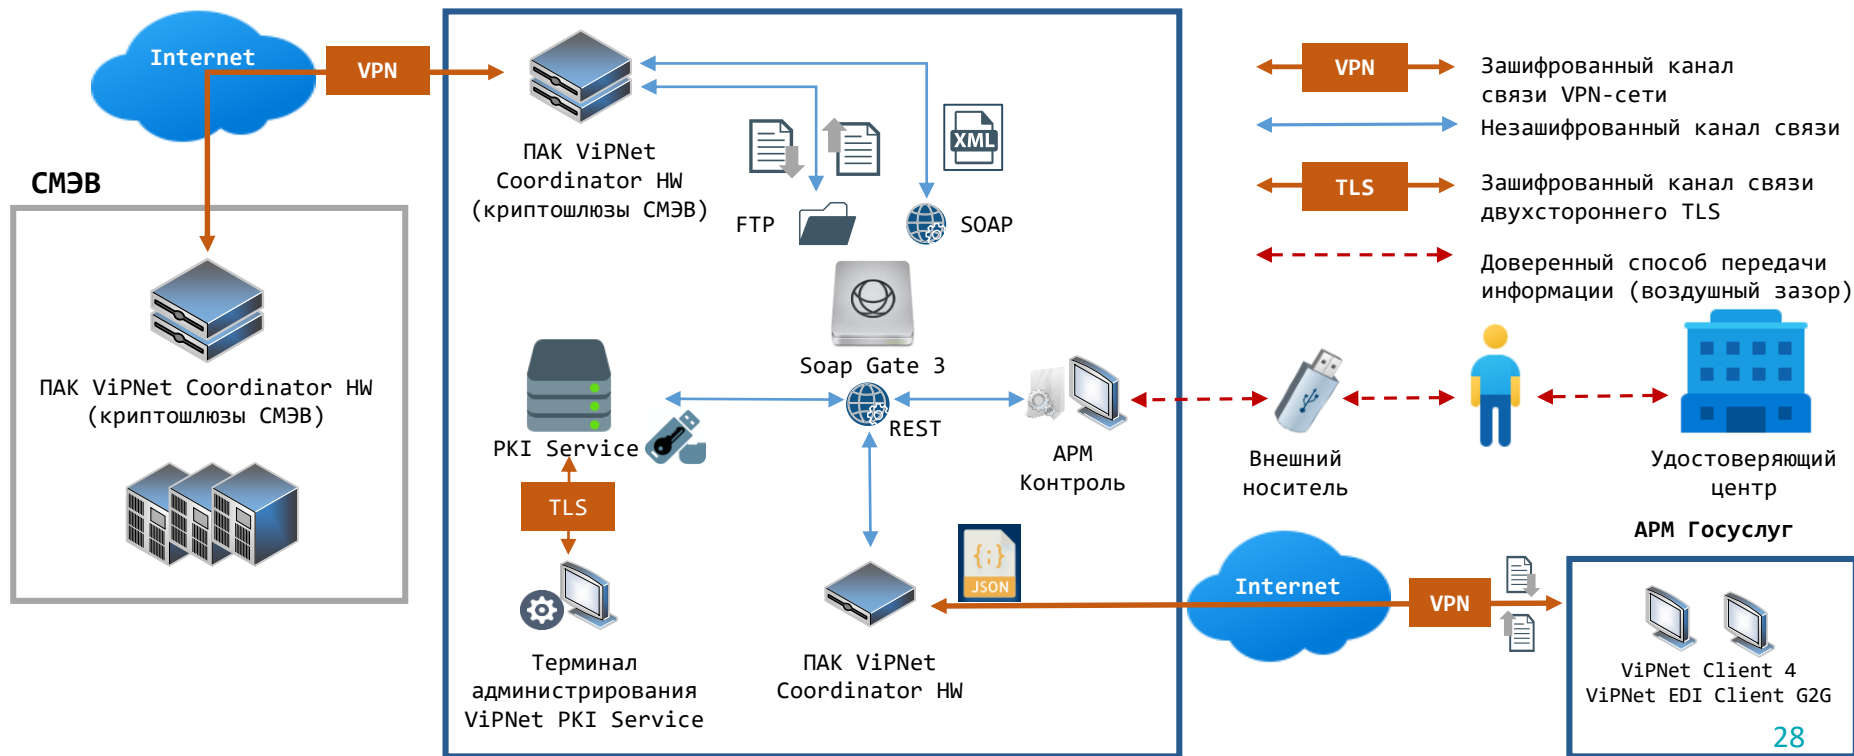 Internet
VPN
СМЭВ
ПАК ViPNet Coordinator HW
(криптошлюзы СМЭВ)
ПАК ViPNet
Coordinator HW
(криптошлюзы СМЭВ)
XML
FTP
SOAP
Soap Gate 3
REST
PKI Service
TLS
Терминал
администрирования
ViPNet PKI Service
АРМ
Контроль
JSON
ПАК ViPNet
Coordinator HW
VPN
Зашифрованный канал
связи VPN-сети
Незашифрованный канал связи
TLS
Зашифрованный канал связи
двухстороннего TLS
Доверенный способ передачи
информации (воздушный зазор)
Внешний
носитель
Удостоверяющий
центр
Internet
VPN
АРМ Госуслуг
ViPNet Client 4
ViPNet EDI Client G2G
28